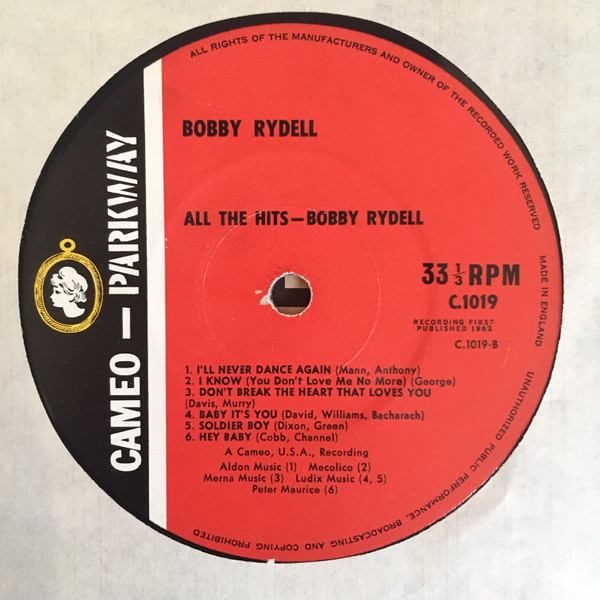 ALL RIGHTS OF THE MANUFACTURERS AND OWNER OF THE RECORDED WORK RESERVED
CAMEO — PARKWAY
BOBBY RYDELL
ALL THE HITS—BOBBY RYDELL
33 1/3 RPM
C.1019
RECORDING FIRST
PUBLISHED 1962
C.1019-B
MADE IN ENGLAND
1. I'LL NEVER DANCE AGAIN (Mann, Anthony)
2. I KNOW (You Don't Love Me No More) (George)
3. DON'T BREAK THE HEART THAT LOVES YOU
(Davis, Murry)
4. BABY IT'S YOU (David, Williams, Bacharach)
5. SOLDIER BOY (Dixon, Green)
6. HEY BABY (Cobb, Channel)
A Cameo, U.S.A., Recording
Aldon Music (1) Mecolico (2)
Merna Music (3) Ludix Music (4, 5)
Peter Maurice (6)
UNAUTHORIZED PUBLIC PERFORMANCE, BROADCASTING AND COPYING PROHIBITED